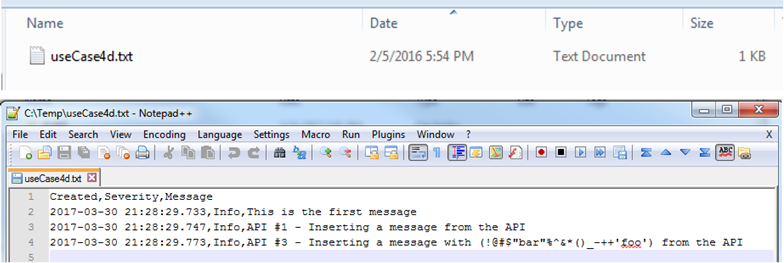 Name Date Type Size
useCase4d.txt 2/5/2016 5:54 PM Text Document 1 KB
C:\Temp\useCase4d.txt - Notepad++
File Edit Search View Encoding Language Settings Macro Run Plugins Window ? X
useCase4d.txt
1 Created,Severity,Message
2 2017-03-30 21:28:29.733,Info,This is the first message
3 2017-03-30 21:28:29.747,Info,API #1 - Inserting a message from the API
4 2017-03-30 21:28:29.773,Info,API #3 - Inserting a message with (!@#$"bar"%^&*()_-++'foo') from the API
5